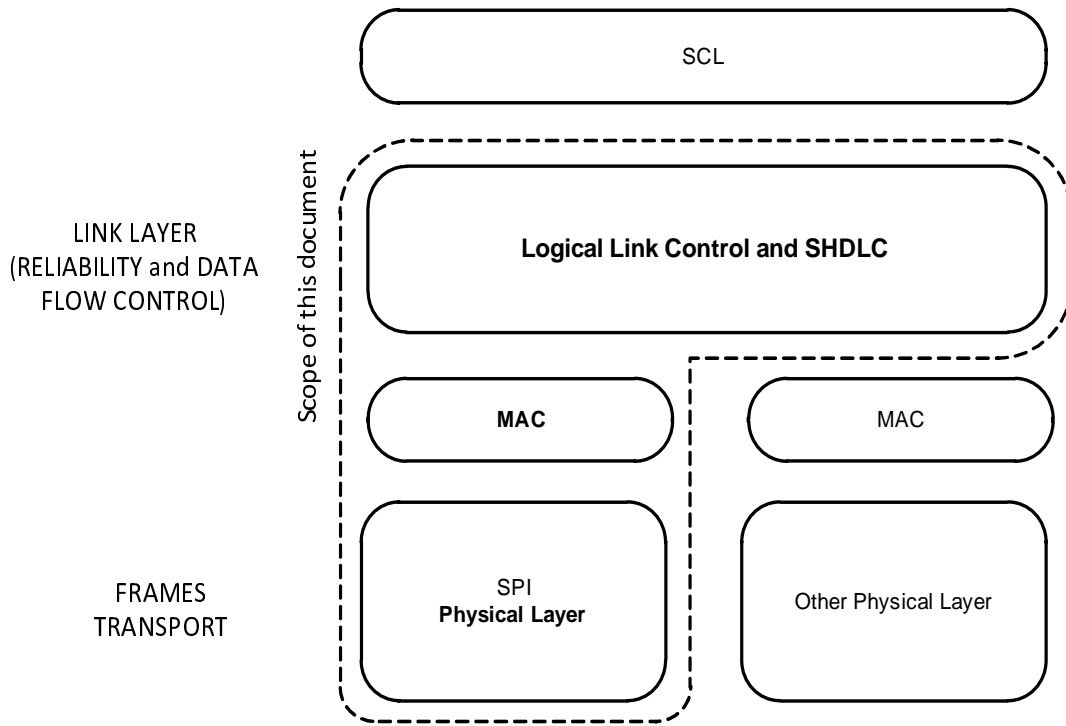 SCL
Scope of this document
LINK LAYER
(RELIABILITY and DATA
FLOW CONTROL)
Logical Link Control and SHDLC
MAC
MAC
FRAMES
TRANSPORT
SPI
Physical Layer
Other Physical Layer